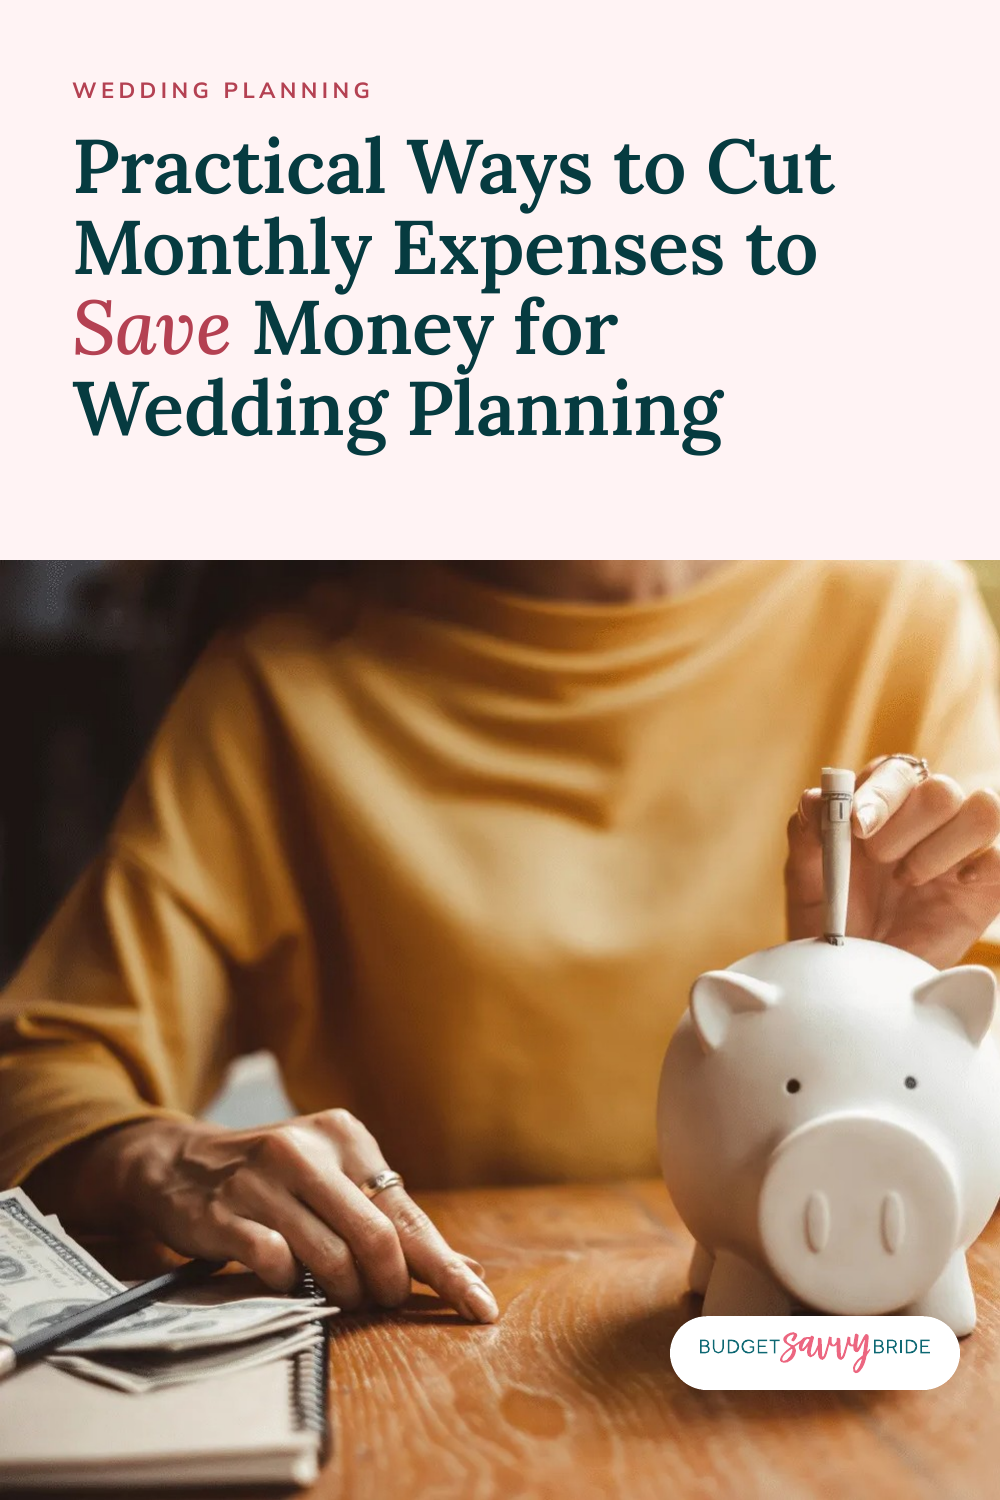 WEDDING PLANNING
Practical Ways to Cut
Monthly Expenses to
Save Money for
Wedding Planning
BUDGET savvy BRIDE